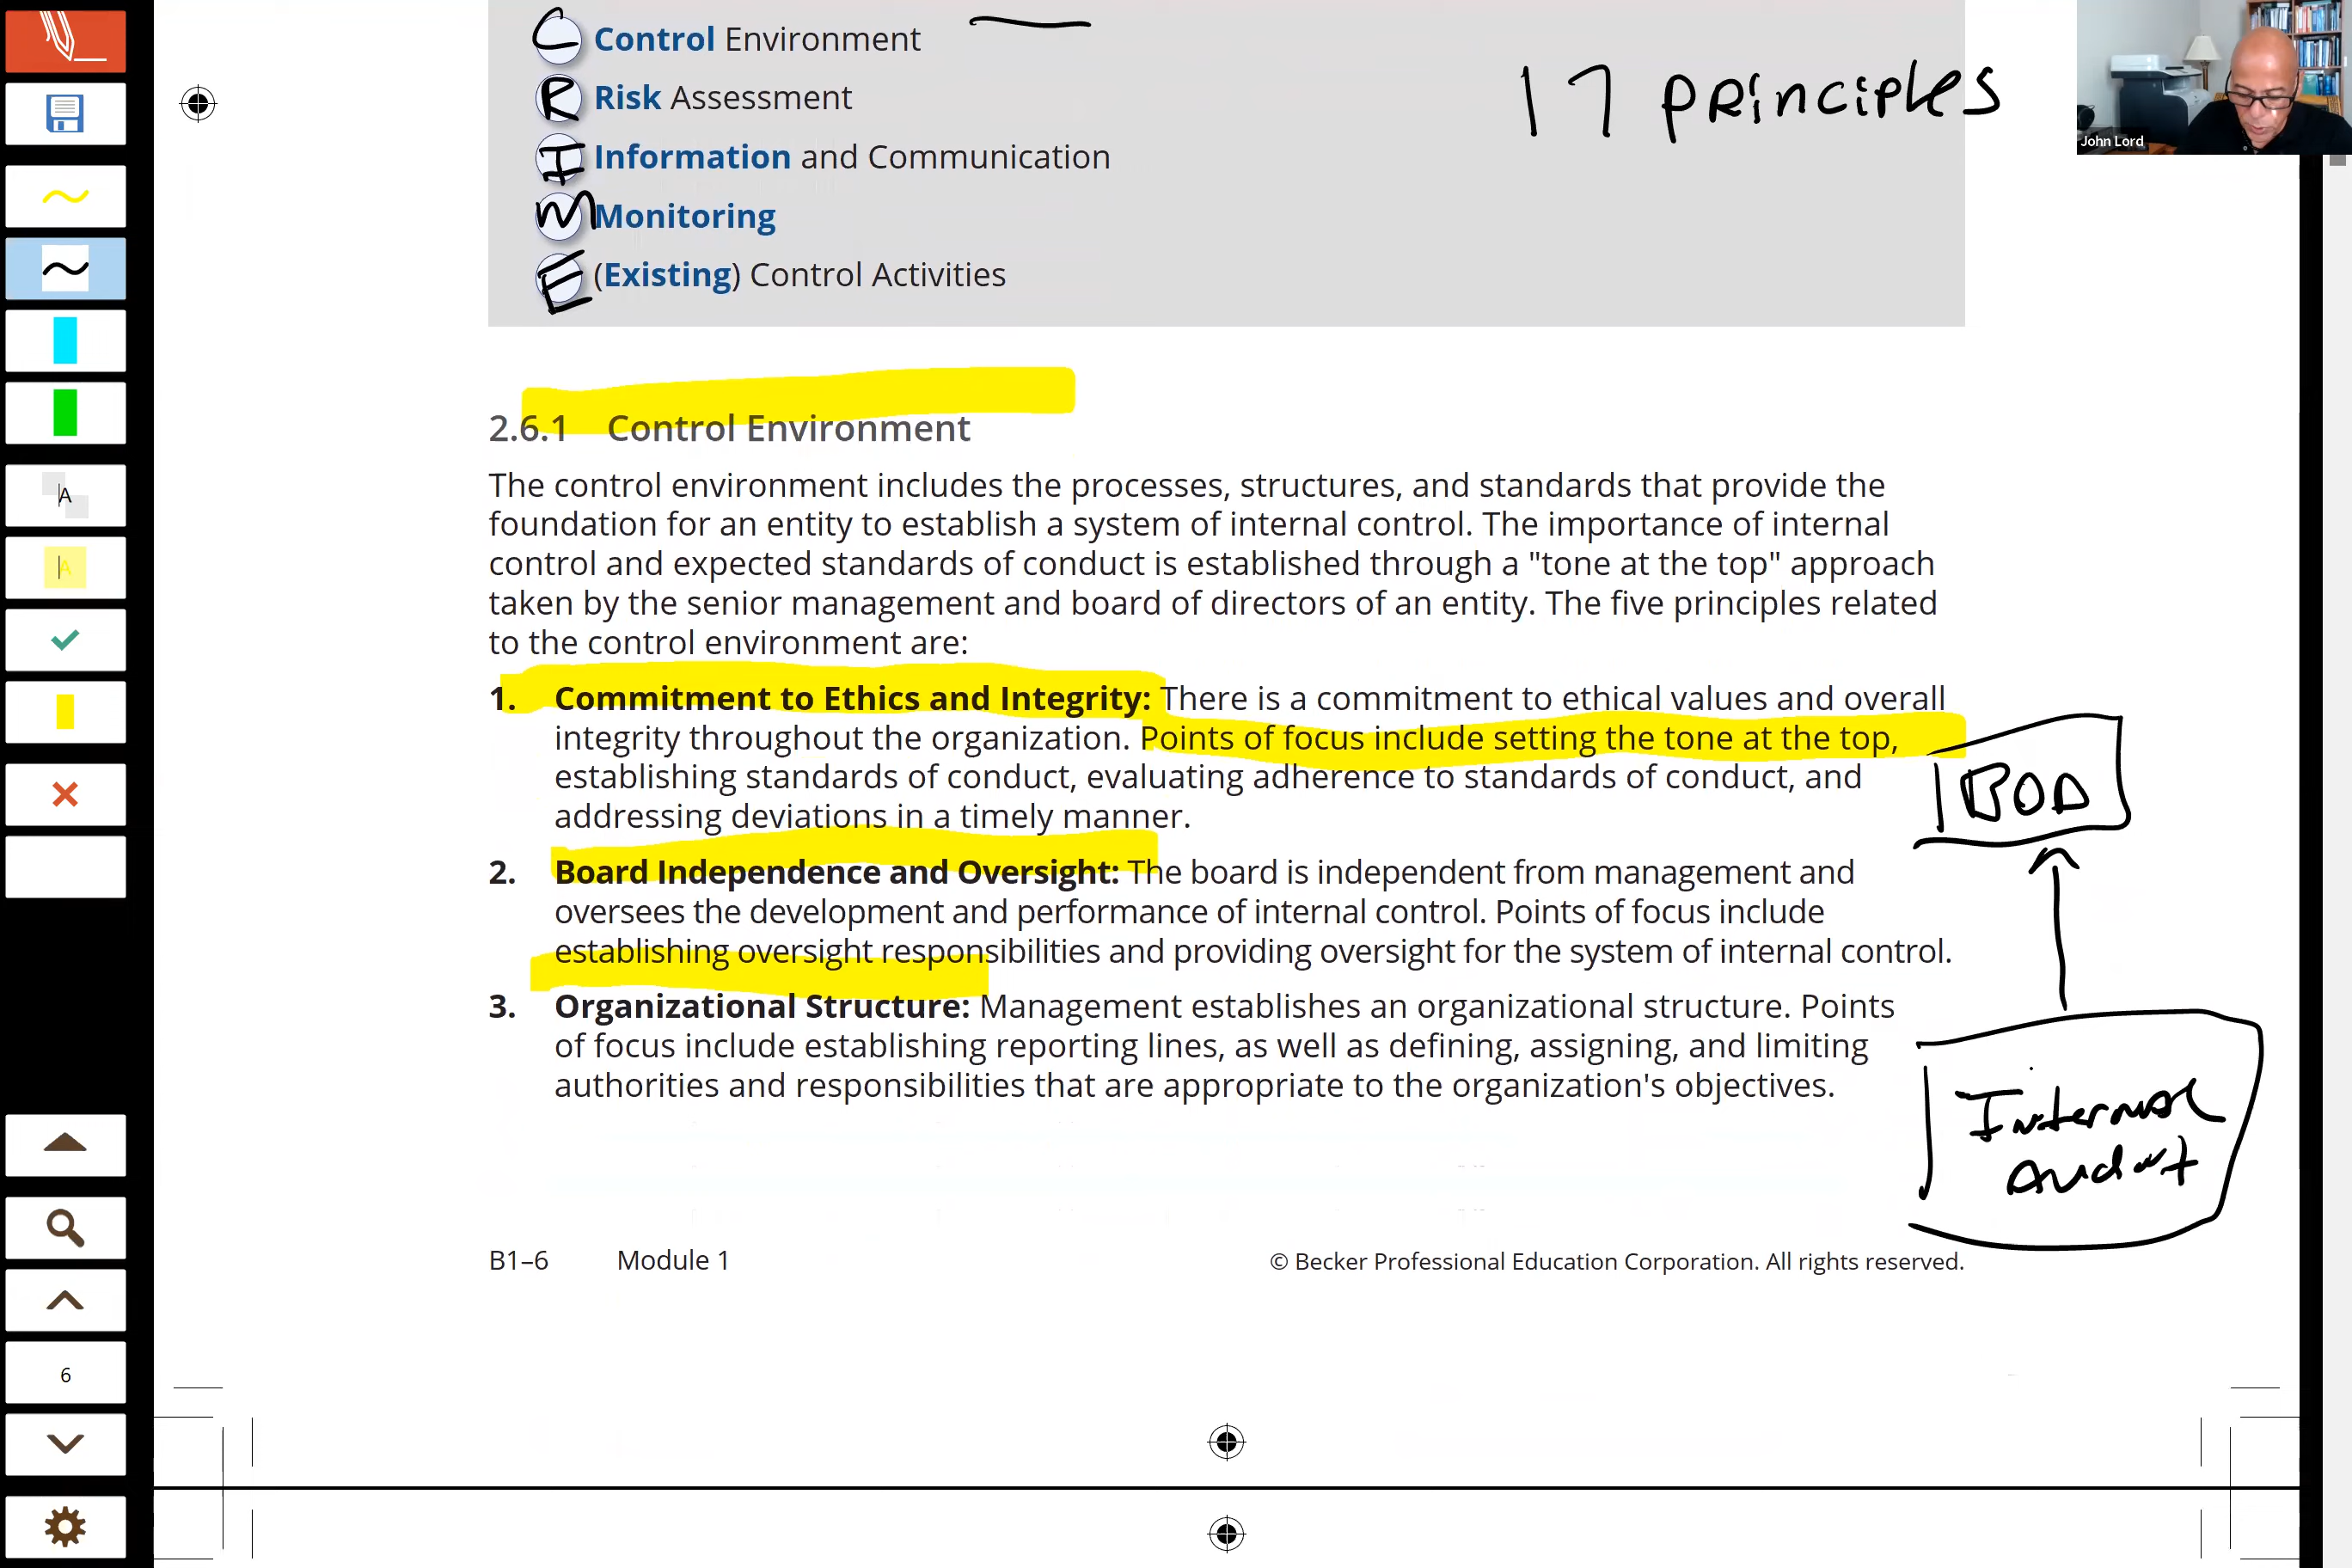 C Control Environment
17 PRinciples
R Risk Assessment
John Lord
I Information and Communication
M Monitoring
E (Existing) Control Activities
2.6.1 Control Environment
The control environment includes the processes, structures, and standards that provide the
foundation for an entity to establish a system of internal control. The importance of internal
control and expected standards of conduct is established through a "tone at the top" approach
taken by the senior management and board of directors of an entity. The five principles related
to the control environment are:
1. Commitment to Ethics and Integrity: There is a commitment to ethical values and overall
integrity throughout the organization. Points of focus include setting the tone at the top,
establishing standards of conduct, evaluating adherence to standards of conduct, and
addressing deviations in a timely manner.
BOD
2. Board Independence and Oversight: The board is independent from management and
oversees the development and performance of internal control. Points of focus include
establishing oversight responsibilities and providing oversight for the system of internal control.
3. Organizational Structure: Management establishes an organizational structure. Points
of focus include establishing reporting lines, as well as defining, assigning, and limiting
authorities and responsibilities that are appropriate to the organization's objectives.
Internal
Audit
B1–6 Module 1 © Becker Professional Education Corporation. All rights reserved.
A
A
6